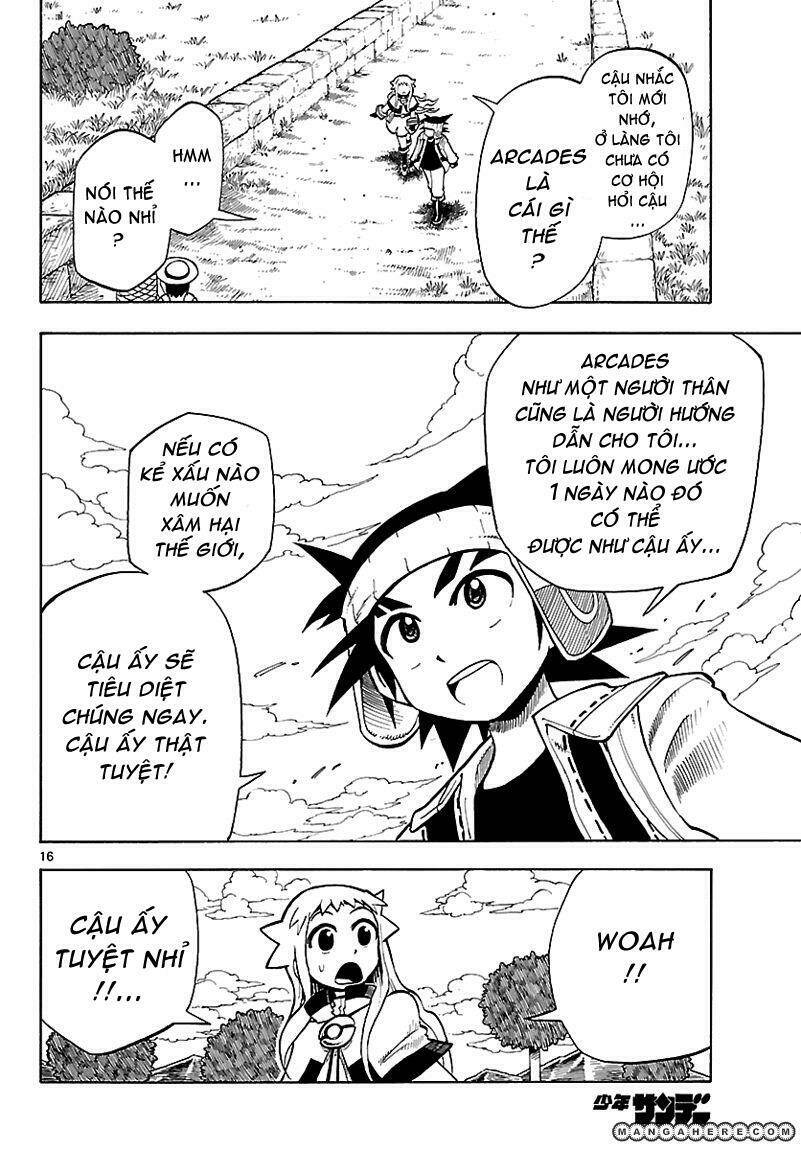 CẬU NHẮC
TÔI MỚI
NHỚ,
Ở LÀNG TÔI
CHƯA CÓ
CƠ HỘI
HỎI CẬU
...
ARCADES
LÀ
CÁI GÌ
THẾ
?
HMM
...
NÓI THẾ
NÀO NHỈ
?
ARCADES
NHƯ MỘT NGƯỜI THÂN
CŨNG LÀ NGƯỜI HƯỚNG
DẪN CHO TÔI...
TÔI LUÔN MONG ƯỚC
1 NGÀY NÀO ĐÓ
CÓ THỂ
ĐƯỢC NHƯ CẬU ẤY...
NẾU CÓ
KẺ XẤU NÀO
MUỐN
XÂM HẠI
THẾ GIỚI,
CẬU ẤY SẼ
TIÊU DIỆT
CHÚNG NGAY.
CẬU ẤY THẬT
TUYỆT!
16
WOAH
!!
CẬU ẤY
TUYỆT NHỈ
!!...
少年サンデー
MANGAHERE.COM